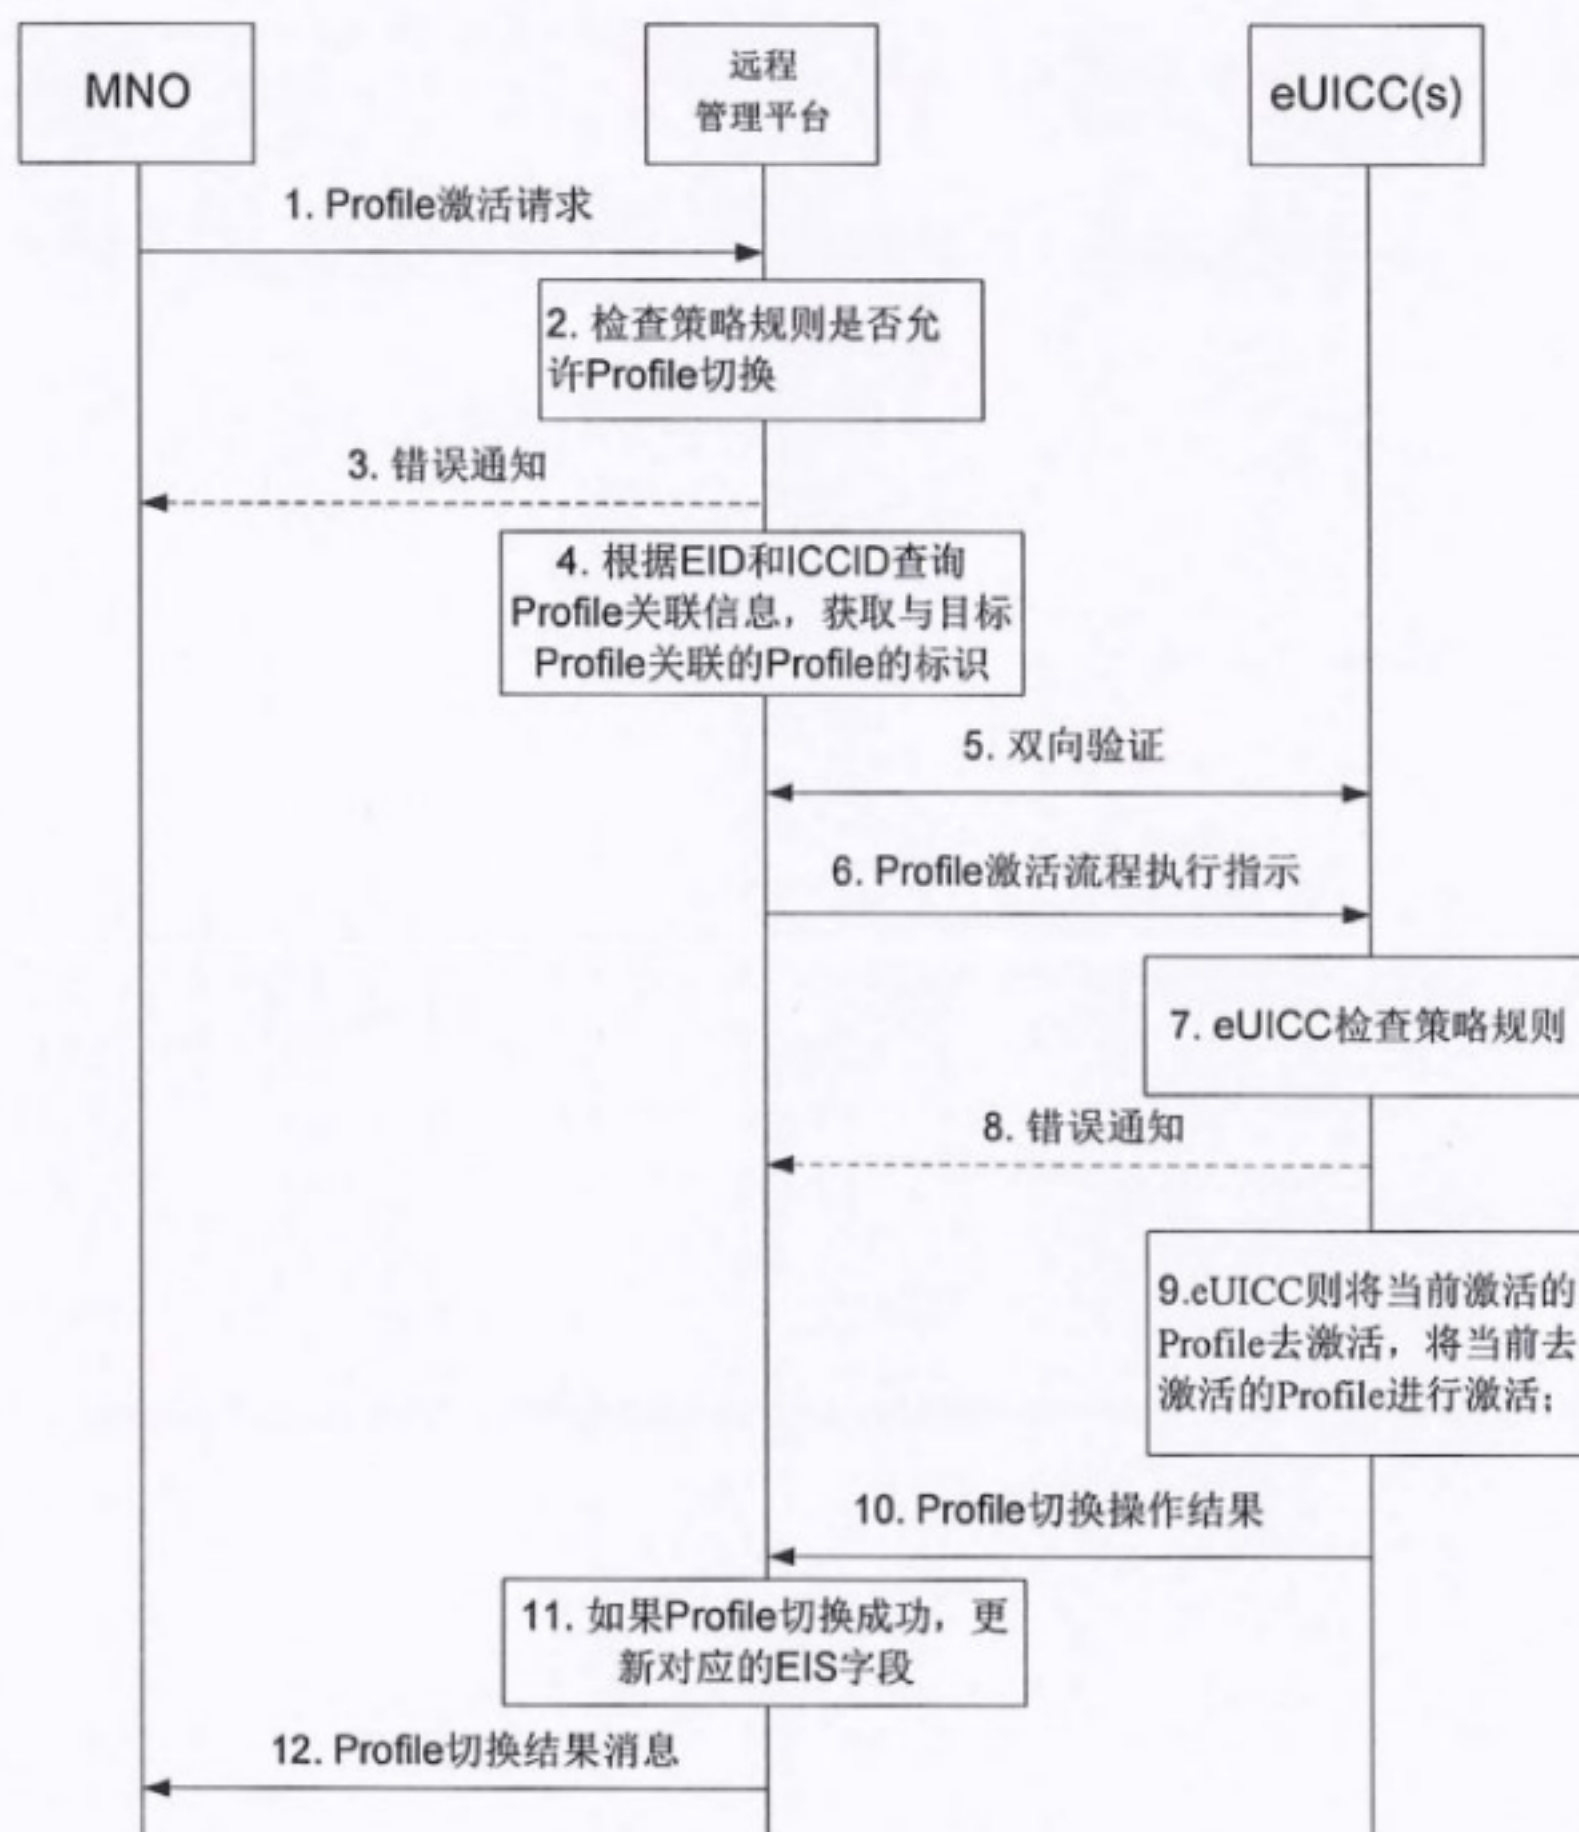 MNO
远程
管理平台
eUICC(s)
1. Profile激活请求
2. 检查策略规则是否允
许Profile切换
3. 错误通知
4. 根据EID和ICCID查询
Profile关联信息，获取与目标
Profile关联的Profile的标识
5. 双向验证
6. Profile激活流程执行指示
7. eUICC检查策略规则
8. 错误通知
9.eUICC则将当前激活的
Profile去激活，将当前去
激活的Profile进行激活；
10. Profile切换操作结果
11. 如果Profile切换成功，更
新对应的EIS字段
12. Profile切换结果消息